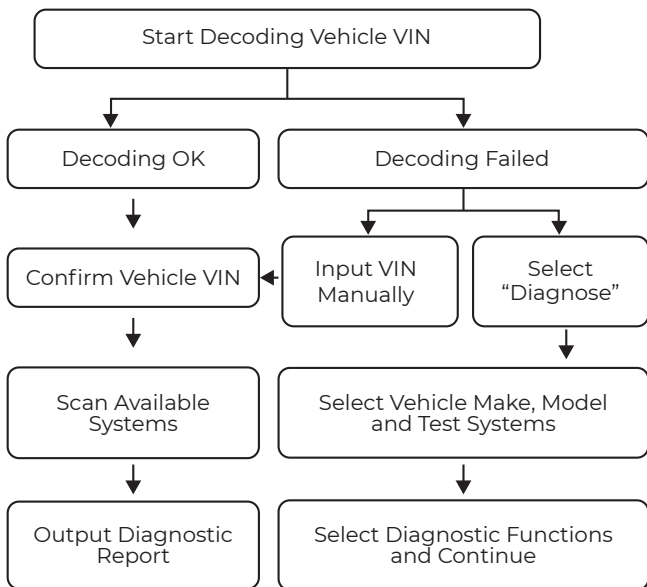 Start Decoding Vehicle VIN
Decoding OK
Decoding Failed
Confirm Vehicle VIN
Input VIN
Manually
Select
“Diagnose”
Scan Available
Systems
Select Vehicle Make, Model
and Test Systems
Output Diagnostic
Report
Select Diagnostic Functions
and Continue